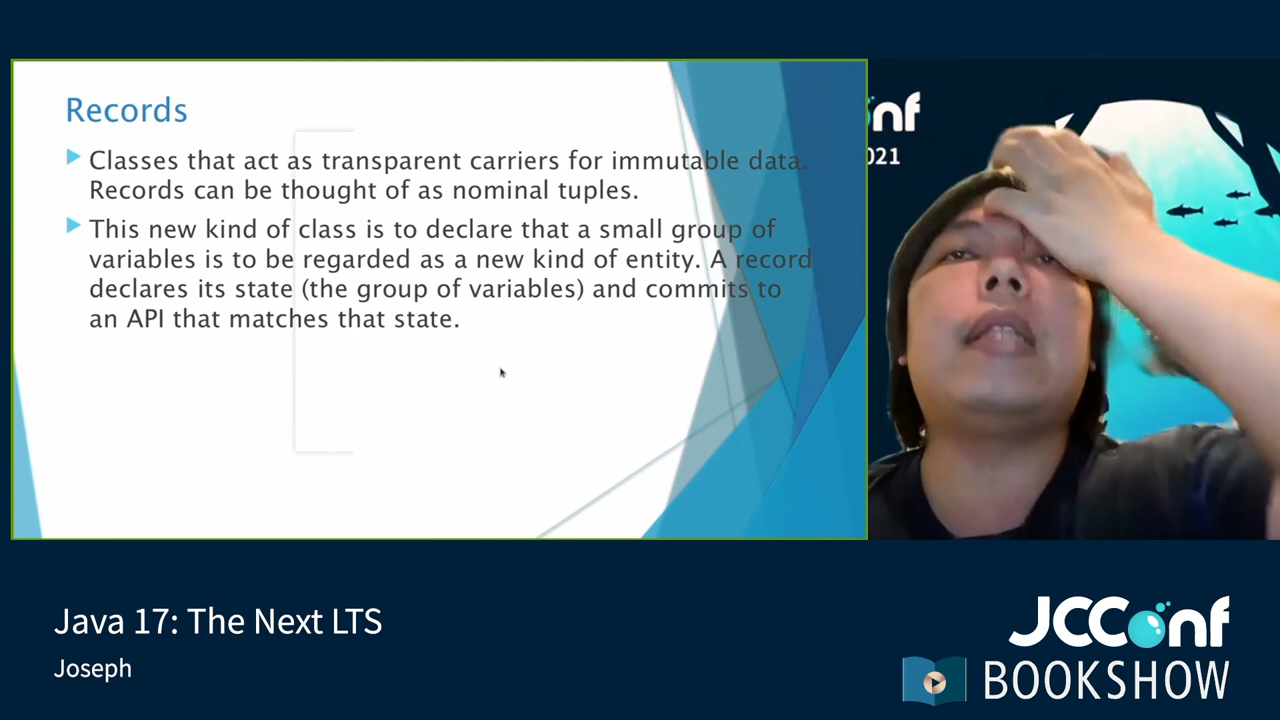 Records
Classes that act as transparent carriers for immutable data.
Records can be thought of as nominal tuples.
This new kind of class is to declare that a small group of
variables is to be regarded as a new kind of entity. A record
declares its state (the group of variables) and commits to
an API that matches that state.
onf
021
Java 17: The Next LTS
Joseph
JCConf
BOOKSHOW